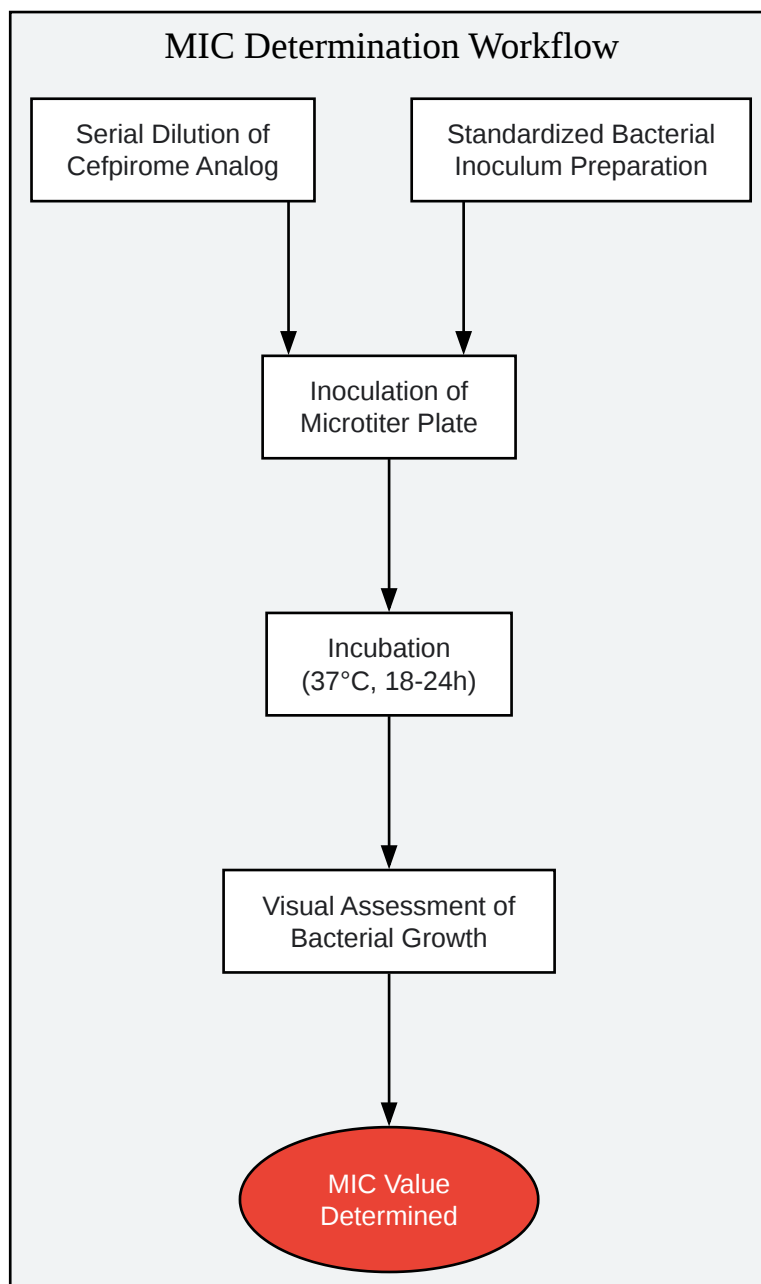 MIC Determination Workflow
Serial Dilution of
Cefpirome Analog
Standardized Bacterial
Inoculum Preparation
Inoculation of
Microtiter Plate
Incubation
(37°C, 18-24h)
Visual Assessment of
Bacterial Growth
MIC Value
Determined